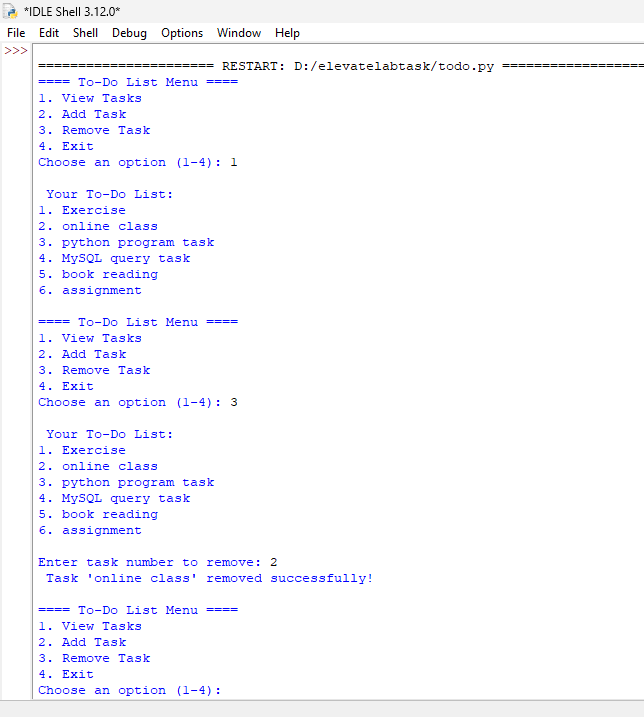 *IDLE Shell 3.12.0*
File Edit Shell Debug Options Window Help
>>>
====================== RESTART: D:/elevatelabtask/todo.py ==================
==== To-Do List Menu ====
1. View Tasks
2. Add Task
3. Remove Task
4. Exit
Choose an option (1-4): 1
Your To-Do List:
1. Exercise
2. online class
3. python program task
4. MySQL query task
5. book reading
6. assignment
==== To-Do List Menu ====
1. View Tasks
2. Add Task
3. Remove Task
4. Exit
Choose an option (1-4): 3
Your To-Do List:
1. Exercise
2. online class
3. python program task
4. MySQL query task
5. book reading
6. assignment
Enter task number to remove: 2
Task 'online class' removed successfully!
==== To-Do List Menu ====
1. View Tasks
2. Add Task
3. Remove Task
4. Exit
Choose an option (1-4):